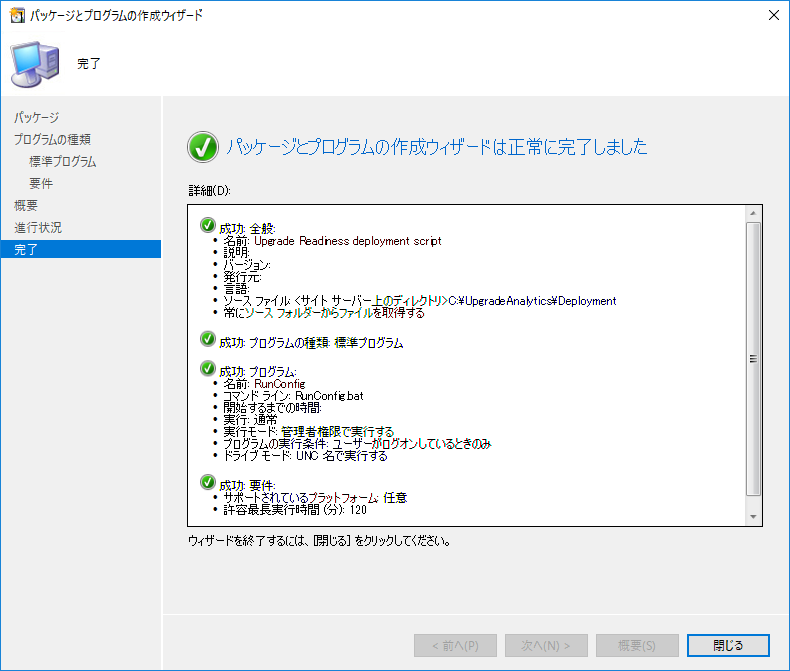 パッケージとプログラムの作成ウィザード
完了
パッケージ
プログラムの種類
標準プログラム
要件
概要
進行状況
完了
パッケージとプログラムの作成ウィザードは正常に完了しました
詳細(D):
成功: 全般:
• 名前: Upgrade Readiness deployment script
• 説明:
• バージョン:
• 発行元:
• 言語:
• ソース ファイル: <サイト サーバー上のディレクトリ>C:¥UpgradeAnalytics¥Deployment
• 常にソース フォルダーからファイルを取得する
成功: プログラムの種類: 標準プログラム
成功: プログラム:
• 名前: RunConfig
• コマンド ライン: RunConfig.bat
• 開始するまでの時間:
• 実行: 通常
• 実行モード: 管理者権限で実行する
• プログラムの実行条件: ユーザーがログオンしているときのみ
• ドライブ モード: UNC 名で実行する
成功: 要件:
• サポートされているプラットフォーム: 任意
• 許容最長実行時間 (分): 120
ウィザードを終了するには、[閉じる] をクリックしてください。
< 前へ(P)
次へ(N) >
概要(S)
閉じる